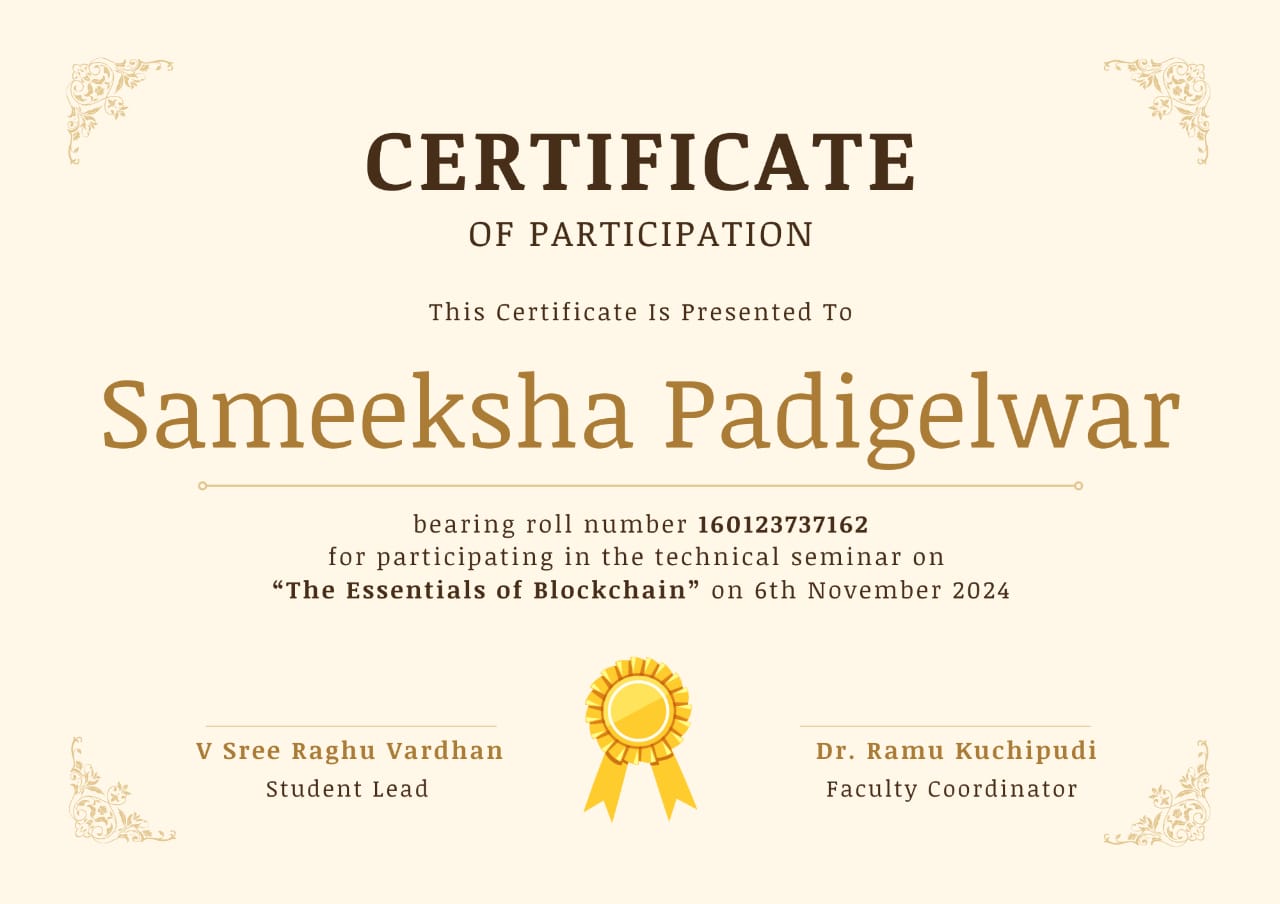 CERTIFICATE
OF PARTICIPATION
This Certificate Is Presented To
Sameeksha Padigelwar
bearing roll number 160123737162
for participating in the technical seminar on
“The Essentials of Blockchain” on 6th November 2024
V Sree Raghu Vardhan
Student Lead
Dr. Ramu Kuchipudi
Faculty Coordinator